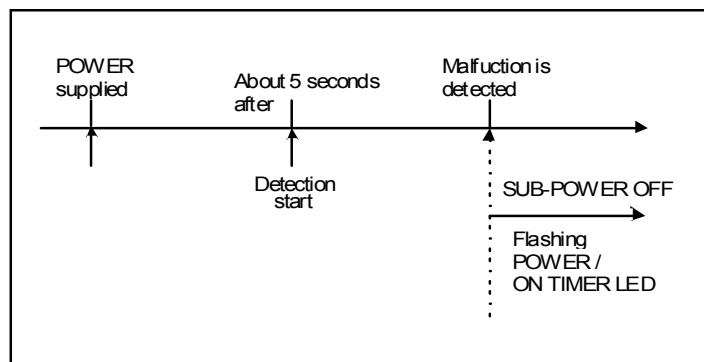 POWER
supplied
About 5 seconds
after
Malfuction is
detected
Detection
start
SUB-POWER OFF
Flashing
POWER /
ON TIMER LED